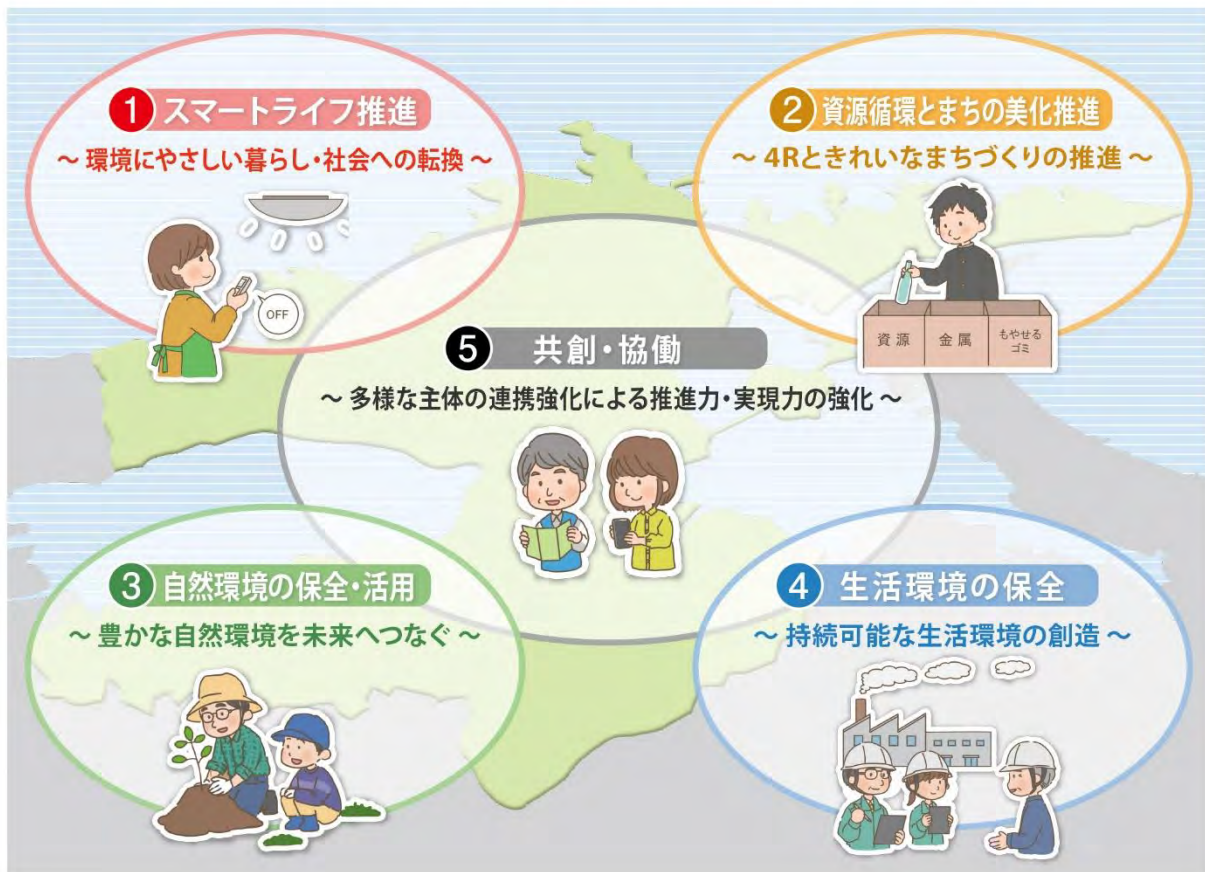 1 スマートライフ推進
～ 環境にやさしい暮らし・社会への転換 ～
OFF
2 資源循環とまちの美化推進
～ 4Rときれいなまちづくりの推進 ～
資源
金属
もやせる
ゴミ
5 共創・協働
～ 多様な主体の連携強化による推進力・実現力の強化 ～
3 自然環境の保全・活用
～ 豊かな自然環境を未来へつなぐ ～
4 生活環境の保全
～ 持続可能な生活環境の創造 ～